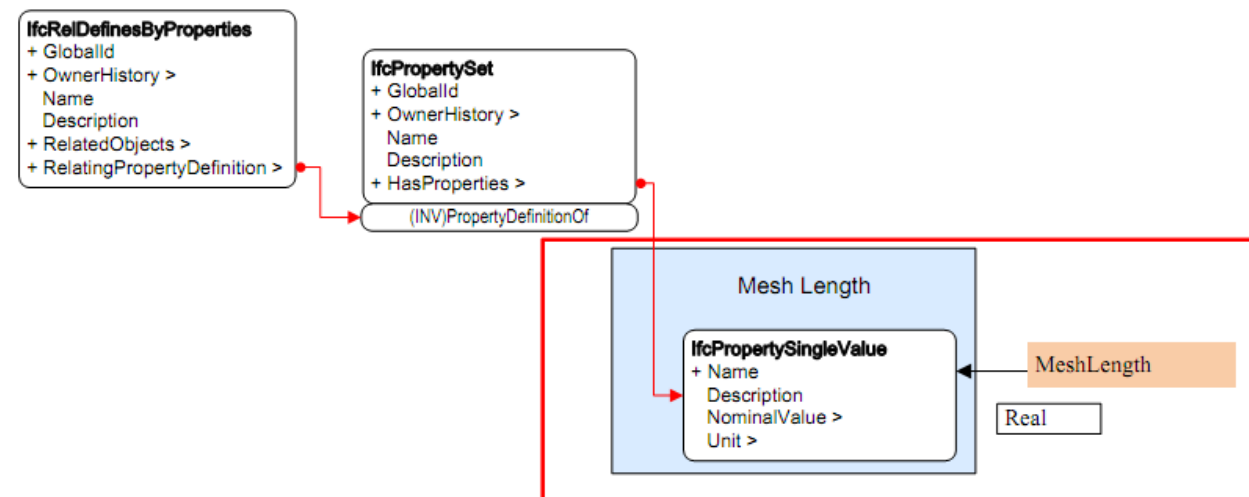 IfcRelDefinesByProperties
+ GlobalId
+ OwnerHistory >
Name
Description
+ RelatedObjects >
+ RelatingPropertyDefinition >
IfcPropertySet
+ GlobalId
+ OwnerHistory >
Name
Description
+ HasProperties >
(INV)PropertyDefinitionOf
Mesh Length
IfcPropertySingleValue
+ Name
Description
NominalValue >
Unit >
MeshLength
Real